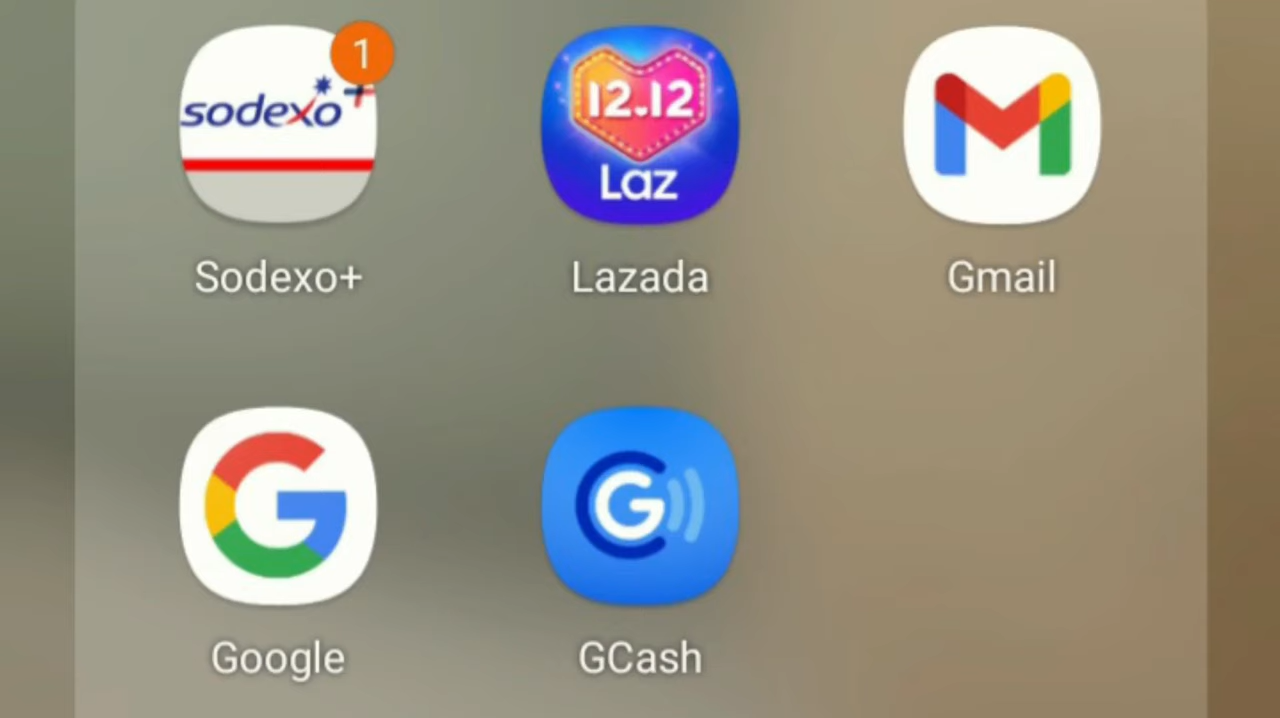 1
sodexo+
12.12
Laz
Sodexo+
Lazada
Gmail
G
G
Google
GCash